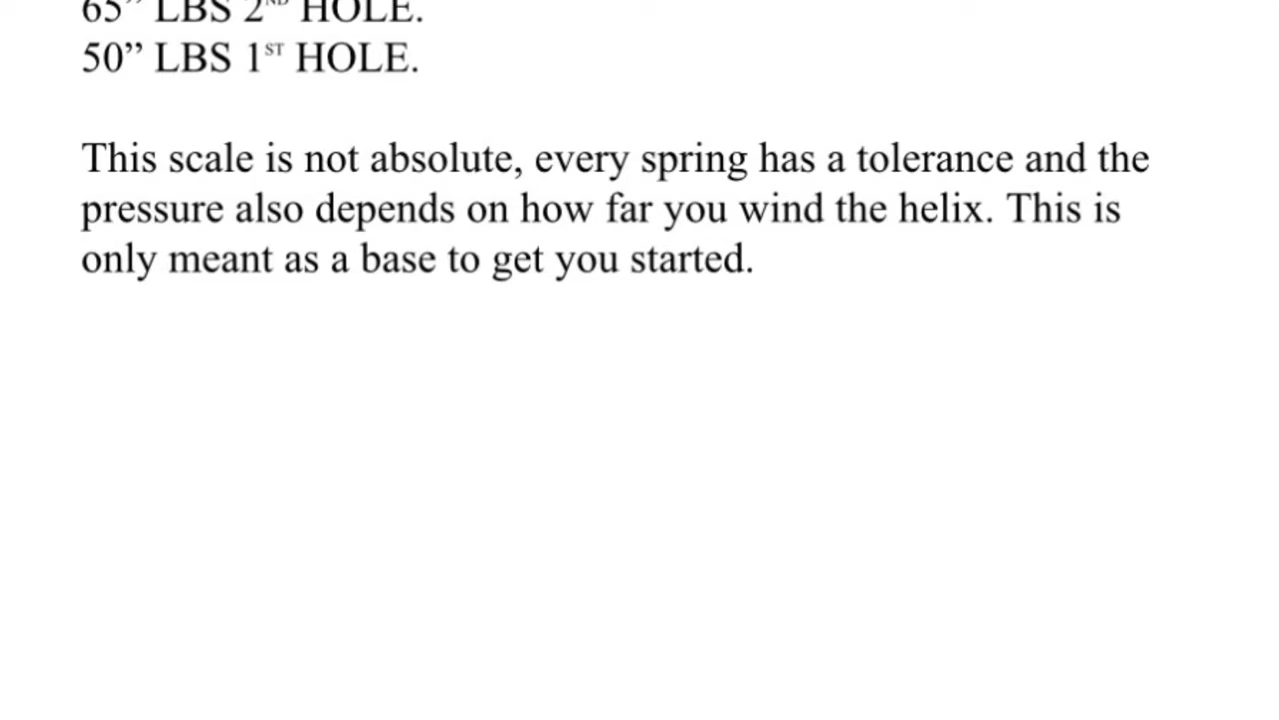 65” LBS 2ND HOLE.
50” LBS 1ST HOLE.
This scale is not absolute, every spring has a tolerance and the
pressure also depends on how far you wind the helix. This is
only meant as a base to get you started.